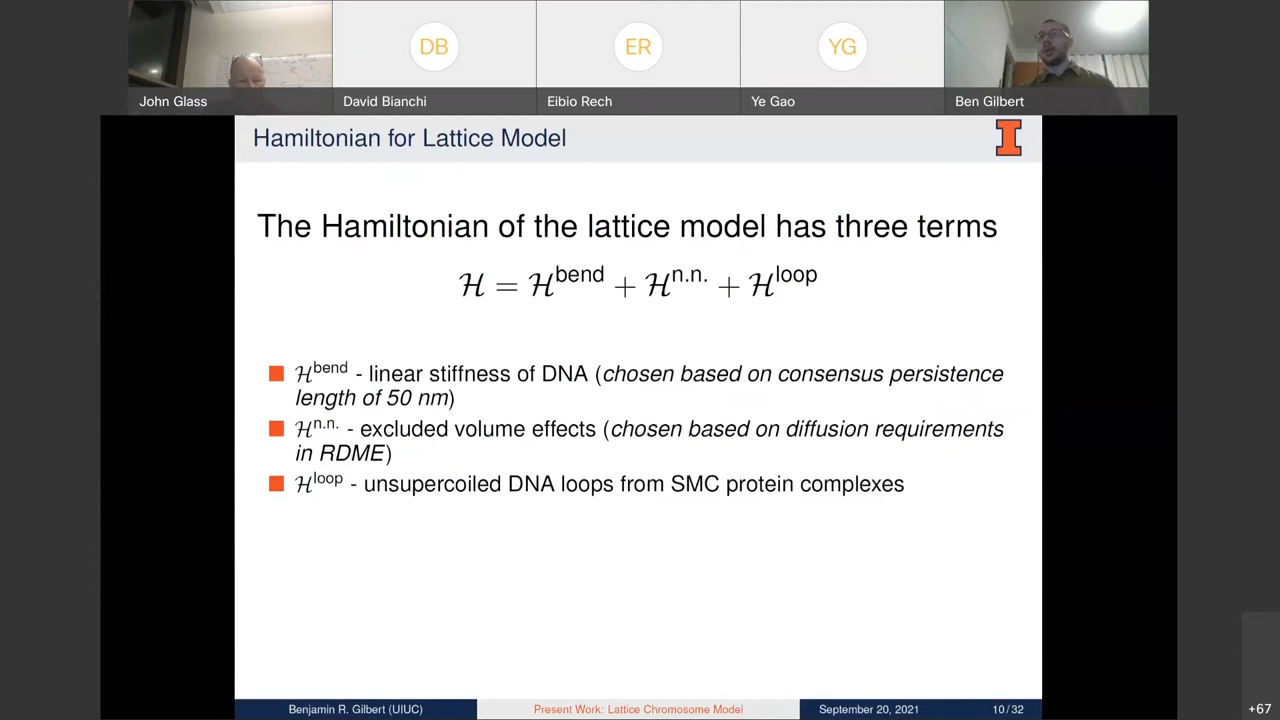 DB
ER
YG
John Glass
David Bianchi
Eibio Rech
Ye Gao
Ben Gilbert
Hamiltonian for Lattice Model
I
The Hamiltonian of the lattice model has three terms
ℋ = ℋ^bend + ℋ^n.n. + ℋ^loop
ℋ^bend - linear stiffness of DNA (chosen based on consensus persistence
length of 50 nm)
ℋ^n.n. - excluded volume effects (chosen based on diffusion requirements
in RDME)
ℋ^loop - unsupercoiled DNA loops from SMC protein complexes
Benjamin R. Gilbert (UIUC)
Present Work: Lattice Chromosome Model
September 20, 2021
10/32
+67